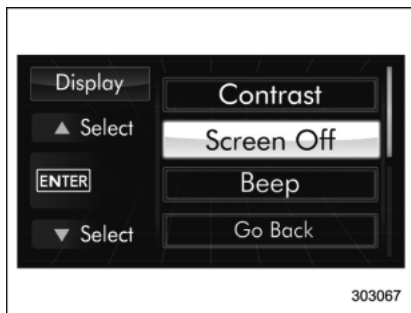 Display
Contrast
▲ Select
Screen Off
ENTER
Beep
▼ Select
Go Back
303067